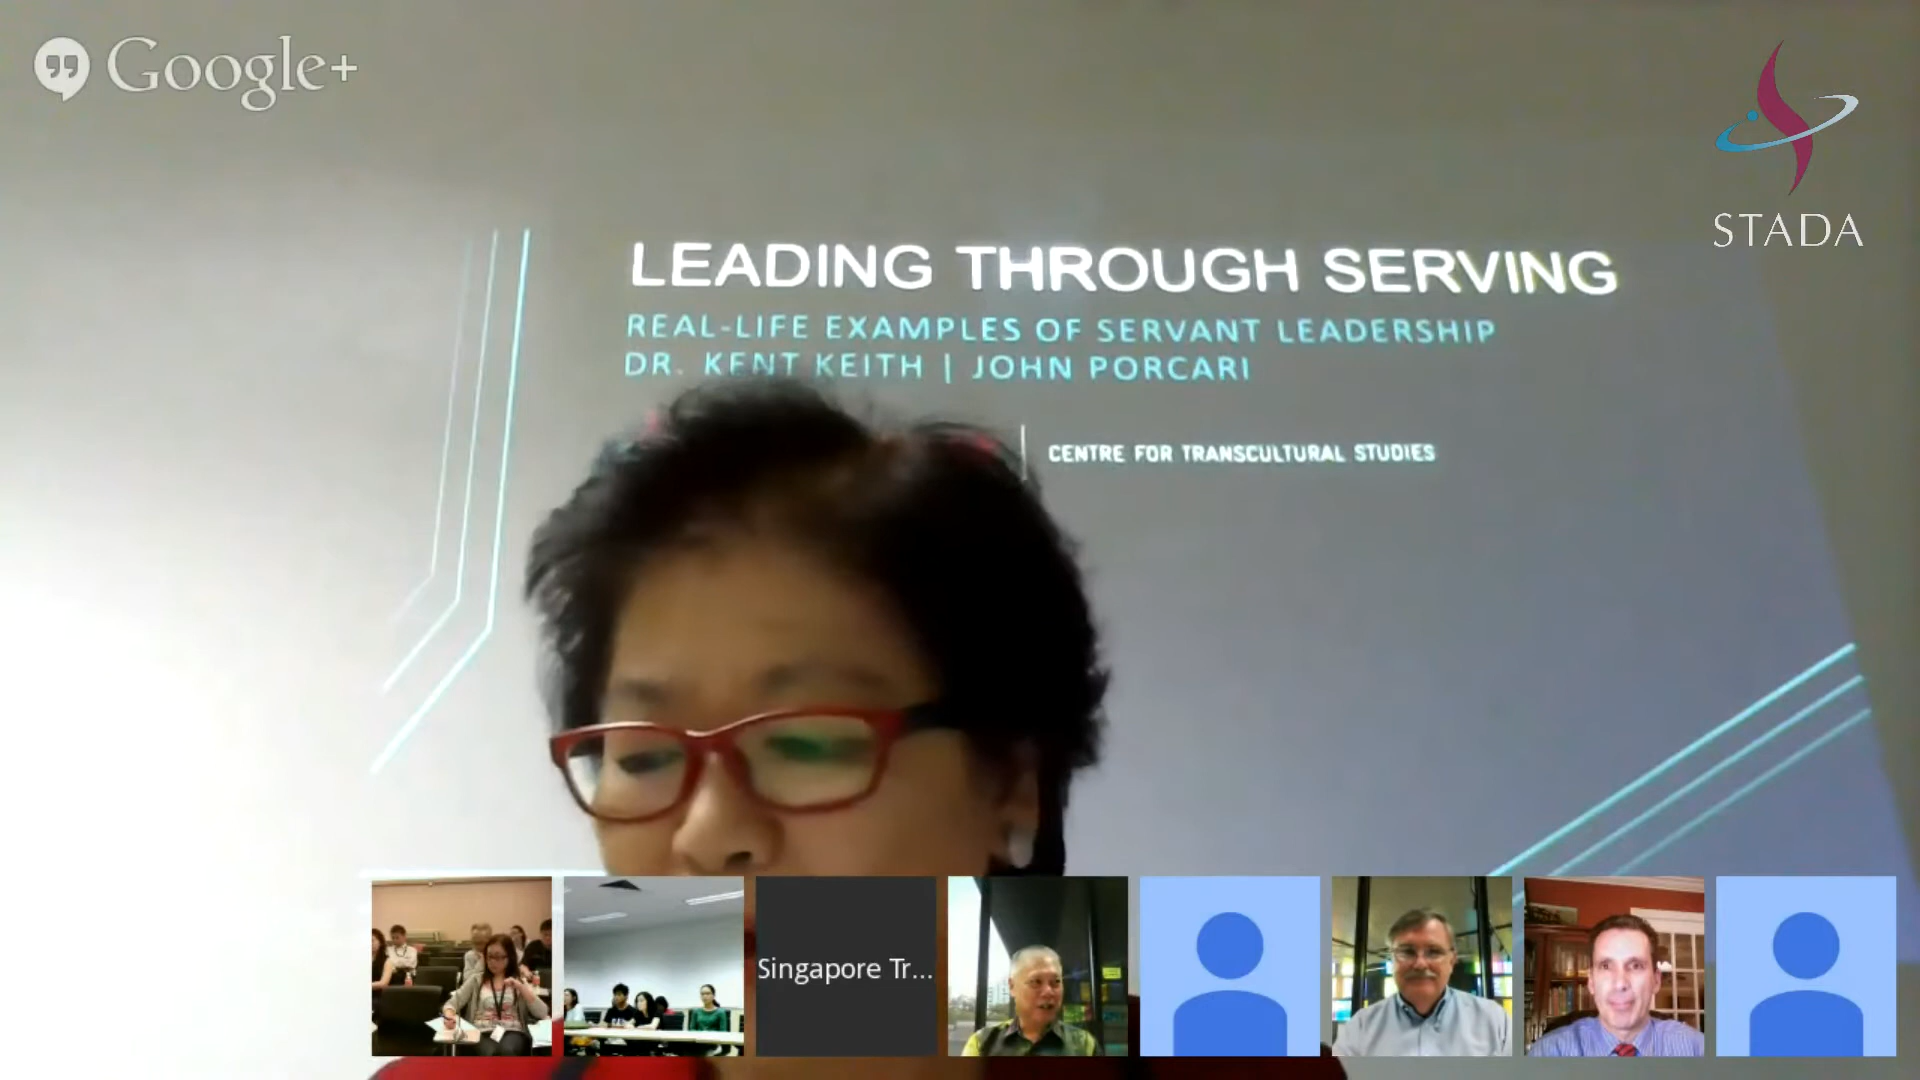 Google+
STADA
LEADING THROUGH SERVING
REAL-LIFE EXAMPLES OF SERVANT LEADERSHIP
DR. KENT KEITH | JOHN PORCARI
CENTRE FOR TRANSCULTURAL STUDIES
Singapore Tr...